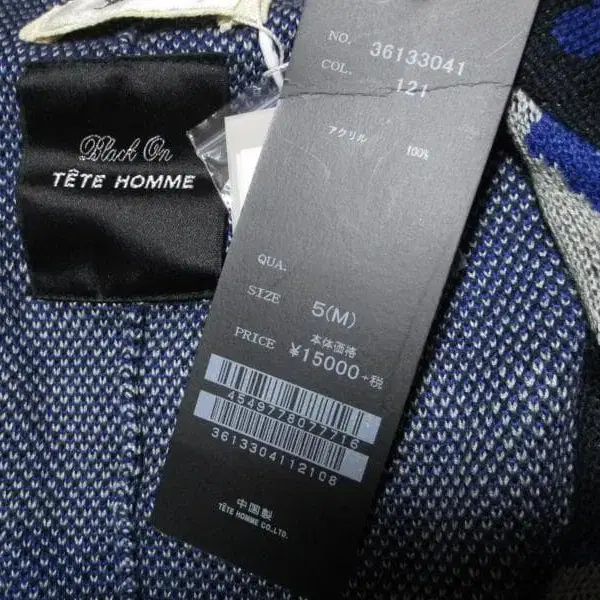 Black On
TÊTE HOMME
NO. 36133041
COL. 121
アクリル 100%
QUA.
SIZE 5(M)
本体価格
PRICE ¥15000+税
4549778077716
3613304112108
中国製
TÊTE HOMME CO.,LTD.